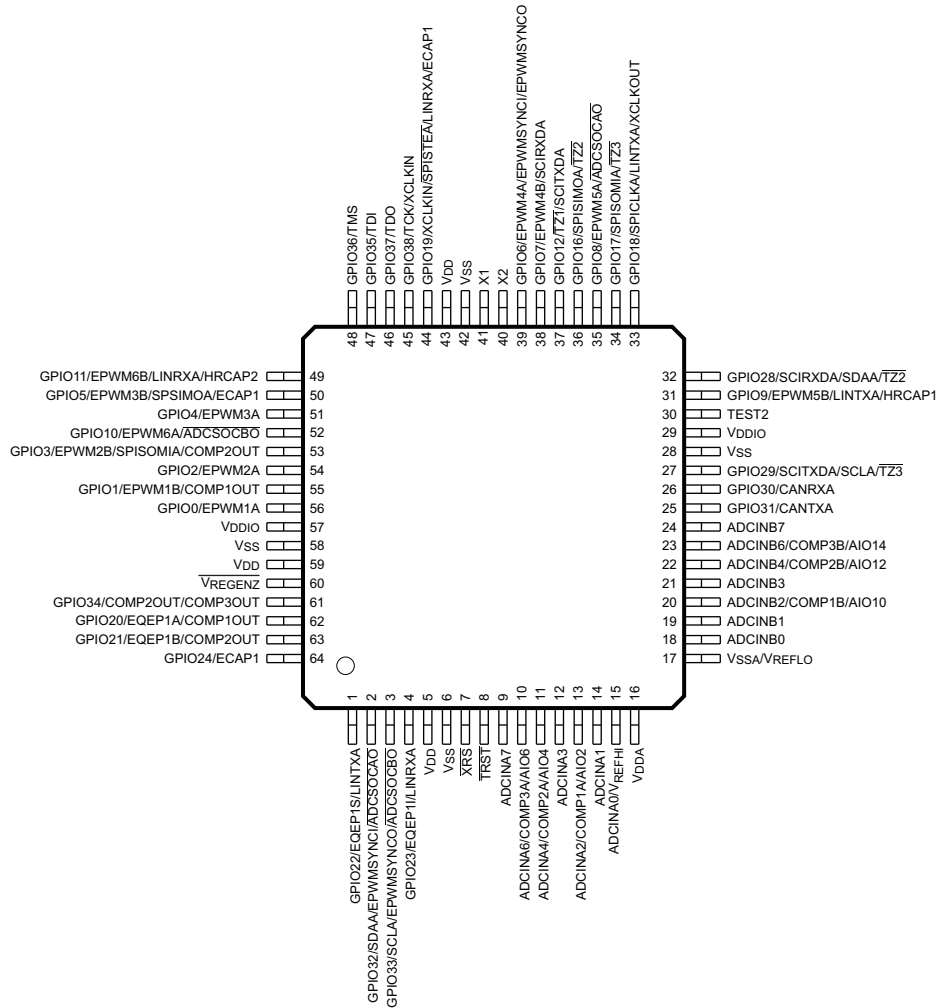 GPIO36/TMS
GPIO35/TDI
GPIO37/TDO
GPIO38/TCK/XCLKIN
GPIO19/XCLKIN/SPISTEA/LINRXA/ECAP1
VDD
VSS
X1
X2
GPIO6/EPWM4A/EPWMSYNCI/EPWMSYNCO
GPIO7/EPWM4B/SCIRXDA
GPIO12/TZ1/SCITXDA
GPIO16/SPISIMOA/TZ2
GPIO8/EPWM5A/ADCSOCAO
GPIO17/SPISOMIA/TZ3
GPIO18/SPICLKA/LINTXA/XCLKOUT
48 47 46 45 44 43 42 41 40 39 38 37 36 35 34 33
GPIO11/EPWM6B/LINRXA/HRCAP2 49
GPIO5/EPWM3B/SPSIMOA/ECAP1 50
GPIO4/EPWM3A 51
GPIO10/EPWM6A/ADCSOCBO 52
GPIO3/EPWM2B/SPISOMIA/COMP2OUT 53
GPIO2/EPWM2A 54
GPIO1/EPWM1B/COMP1OUT 55
GPIO0/EPWM1A 56
VDDIO 57
VSS 58
VDD 59
VREGENZ 60
GPIO34/COMP2OUT/COMP3OUT 61
GPIO20/EQEP1A/COMP1OUT 62
GPIO21/EQEP1B/COMP2OUT 63
GPIO24/ECAP1 64
32 GPIO28/SCIRXDA/SDAA/TZ2
31 GPIO9/EPWM5B/LINTXA/HRCAP1
30 TEST2
29 VDDIO
28 VSS
27 GPIO29/SCITXDA/SCLA/TZ3
26 GPIO30/CANRXA
25 GPIO31/CANTXA
24 ADCINB7
23 ADCINB6/COMP3B/AIO14
22 ADCINB4/COMP2B/AIO12
21 ADCINB3
20 ADCINB2/COMP1B/AIO10
19 ADCINB1
18 ADCINB0
17 VSSA/VREFLO
1 2 3 4 5 6 7 8 9 10 11 12 13 14 15 16
GPIO22/EQEP1S/LINTXA
GPIO32/SDAA/EPWMSYNCI/ADCSOCAO
GPIO33/SCLA/EPWMSYNCO/ADCSOCBO
GPIO23/EQEP1I/LINRXA
VDD
VSS
XRS
TRST
ADCINA7
ADCINA6/COMP3A/AIO6
ADCINA4/COMP2A/AIO4
ADCINA3
ADCINA2/COMP1A/AIO2
ADCINA1
ADCINA0/VREFHI
VDDA